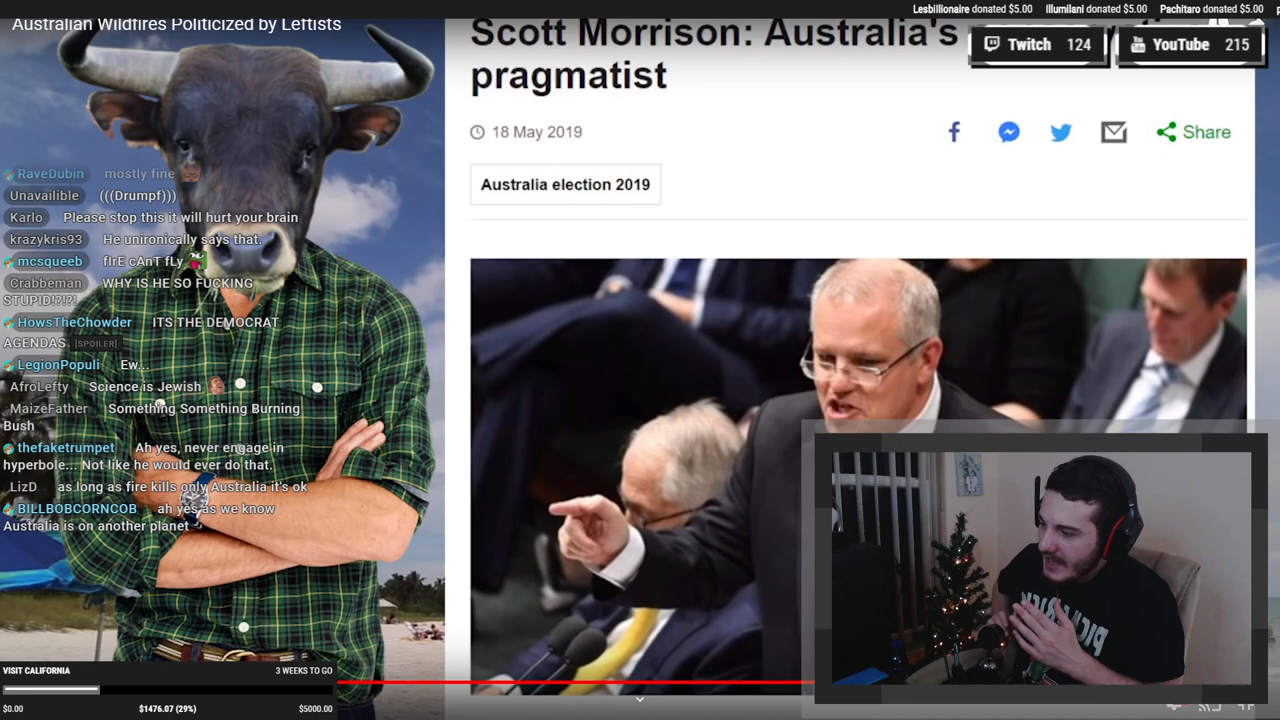 Lesbillionaire donated $5.00 Illumilani donated $5.00 Pachitaro donated $5.00
Australian Wildfires Politicized by Leftists
Scott Morrison: Australia's
pragmatist
Twitch 124
YouTube 215
18 May 2019
Share
Australia election 2019
RaveDubin mostly fine
Unavailible (((Drumpf)))
Karlo Please stop this it will hurt your brain
krazykris93 He unironically says that.
mcsqueeb fIrE cAnT fLy
Crabbeman WHY IS HE SO FUCKING
STUPID!?!?!
HowsTheChowder ITS THE DEMOCRAT
AGENDAS. [SPOILER]
LegionPopuli Ew...
AfroLefty Science is Jewish
MaizeFather Something Something Burning
Bush
thefaketrumpet Ah yes, never engage in
hyperbole... Not like he would ever do that.
LizD as long as fire kills only Australia it's ok
BILLBOBCORNCOB ah yes as we know
Australia is on another planet
VISIT CALIFORNIA 3 WEEKS TO GO
$0.00 $1476.07 (29%) $5000.00